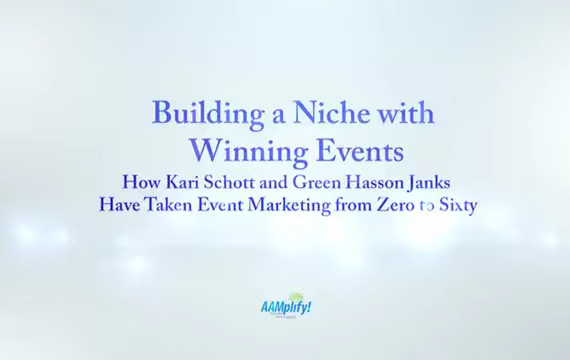 Building a Niche with
Winning Events
How Kari Schott and Green Hasson Janks
Have Taken Event Marketing from Zero to Sixty
AAMplify!